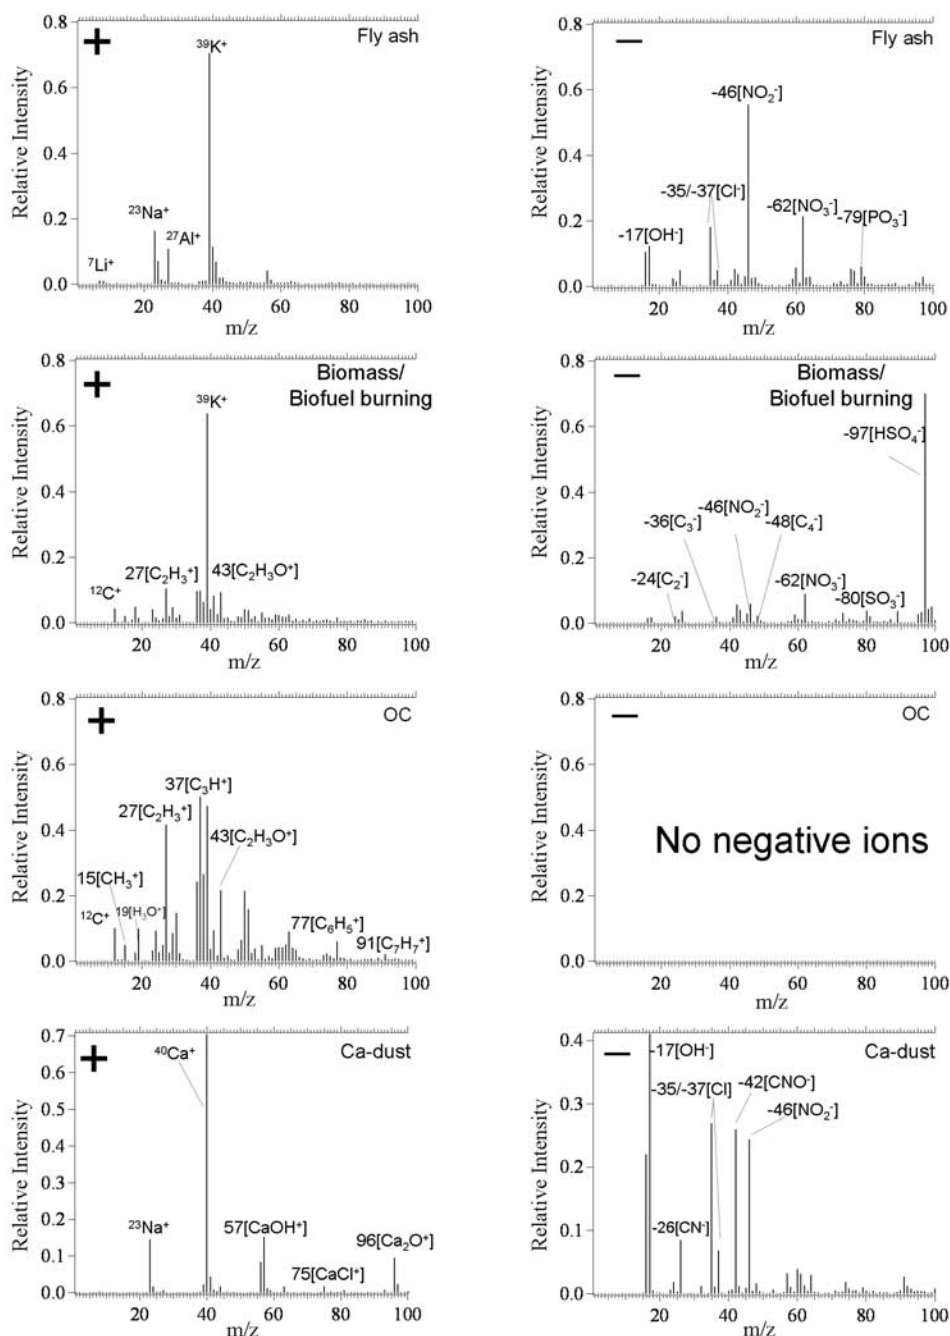 0.8
0.6
0.4
0.2
0.0
Relative Intensity
+
Fly ash
³⁹K⁺
²³Na⁺
²⁷Al⁺
⁷Li⁺
20 40 60 80 100
m/z
0.8
0.6
0.4
0.2
0.0
Relative Intensity
—
Fly ash
-46[NO₂⁻]
-35/-37[Cl⁻]
-62[NO₃⁻]
-79[PO₃⁻]
-17[OH⁻]
20 40 60 80 100
m/z
0.8
0.6
0.4
0.2
0.0
Relative Intensity
+
Biomass/
Biofuel burning
³⁹K⁺
27[C₂H₃⁺]
43[C₂H₃O⁺]
¹²C⁺
20 40 60 80 100
m/z
0.8
0.6
0.4
0.2
0.0
Relative Intensity
—
Biomass/
Biofuel burning
-97[HSO₄⁻]
-46[NO₂⁻]
-36[C₃⁻]
-48[C₄⁻]
-24[C₂⁻]
-62[NO₃⁻]
-80[SO₃⁻]
20 40 60 80 100
m/z
0.8
0.6
0.4
0.2
0.0
Relative Intensity
+
OC
37[C₃H⁺]
27[C₂H₃⁺]
43[C₂H₃O⁺]
15[CH₃⁺]
¹²C⁺
19[H₃O⁺]
77[C₆H₅⁺]
91[C₇H₇⁺]
20 40 60 80 100
m/z
0.8
0.6
0.4
0.2
0.0
Relative Intensity
—
OC
No negative ions
20 40 60 80 100
m/z
0.7
0.6
0.5
0.4
0.3
0.2
0.1
0.0
Relative Intensity
+
Ca-dust
⁴⁰Ca⁺
²³Na⁺
57[CaOH⁺]
96[Ca₂O⁺]
75[CaCl⁺]
20 40 60 80 100
m/z
0.4
0.3
0.2
0.1
0.0
Relative Intensity
—
Ca-dust
-17[OH⁻]
-35/-37[Cl]
-42[CNO⁻]
-46[NO₂⁻]
-26[CN⁻]
20 40 60 80 100
m/z